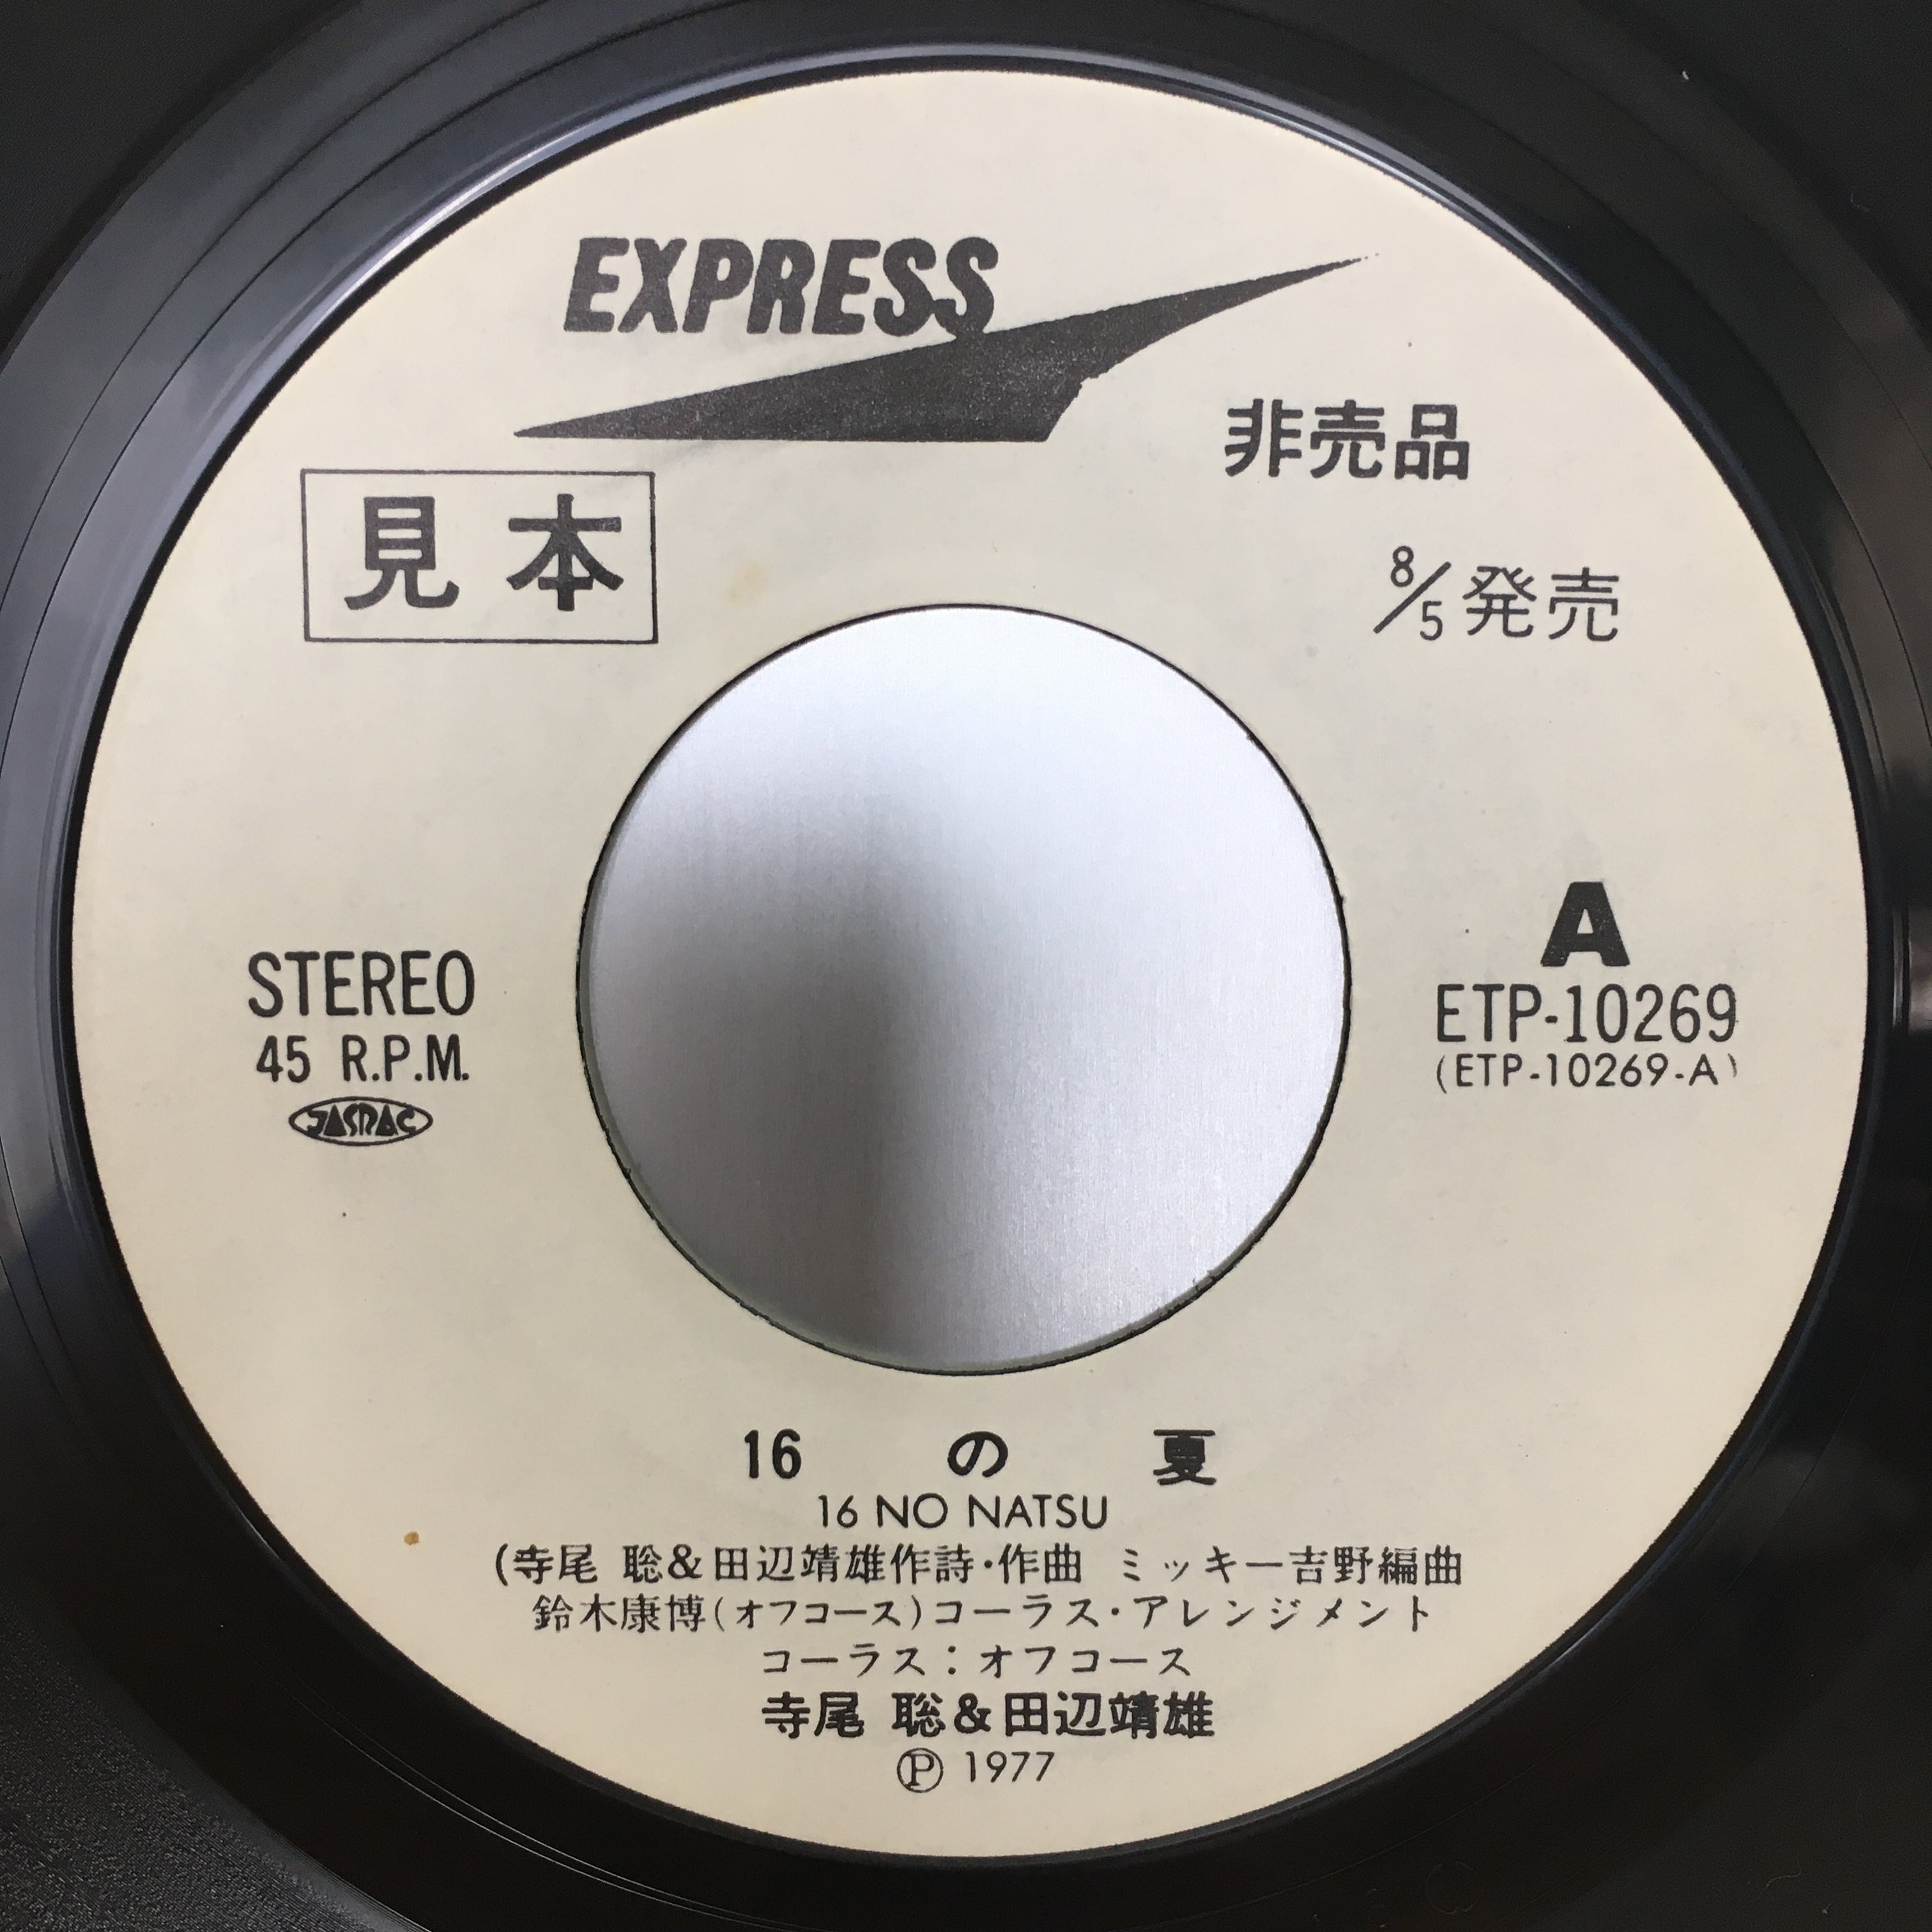 EXPRESS
非売品
見本
8/5発売
A
STEREO
ETP-10269
45 R.P.M.
(ETP-10269-A)
JASRAC
16の夏
16 NO NATSU
(寺尾 聡&田辺靖雄作詩・作曲 ミッキー吉野編曲
鈴木康博(オフコース)コーラス・アレンジメント
コーラス:オフコース
寺尾 聡&田辺靖雄
Ⓟ 1977